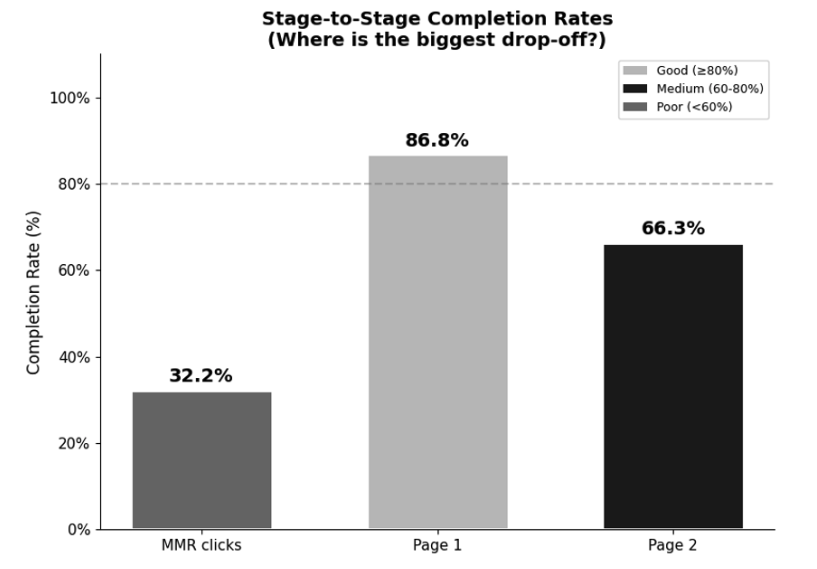 Stage-to-Stage Completion Rates
(Where is the biggest drop-off?)
Good (≥80%)
Medium (60-80%)
Poor (<60%)
Completion Rate (%)
100%
80%
60%
40%
20%
0%
32.2%
86.8%
66.3%
MMR clicks
Page 1
Page 2